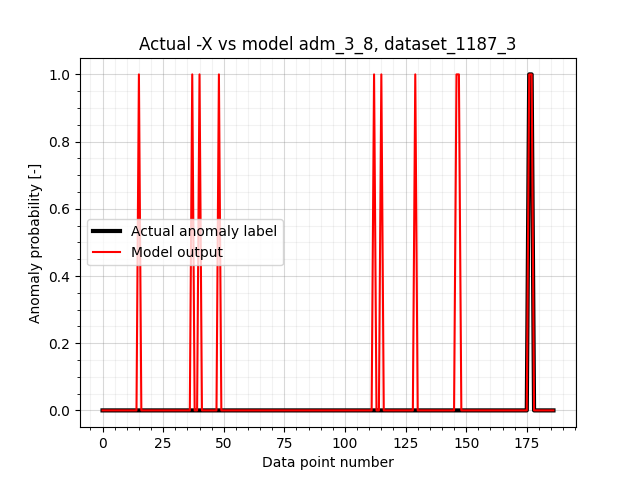 Actual -X vs model adm_3_8, dataset_1187_3
Anomaly probability [-]
1.0
0.8
0.6
0.4
0.2
0.0
Actual anomaly label
Model output
0 25 50 75 100 125 150 175
Data point number